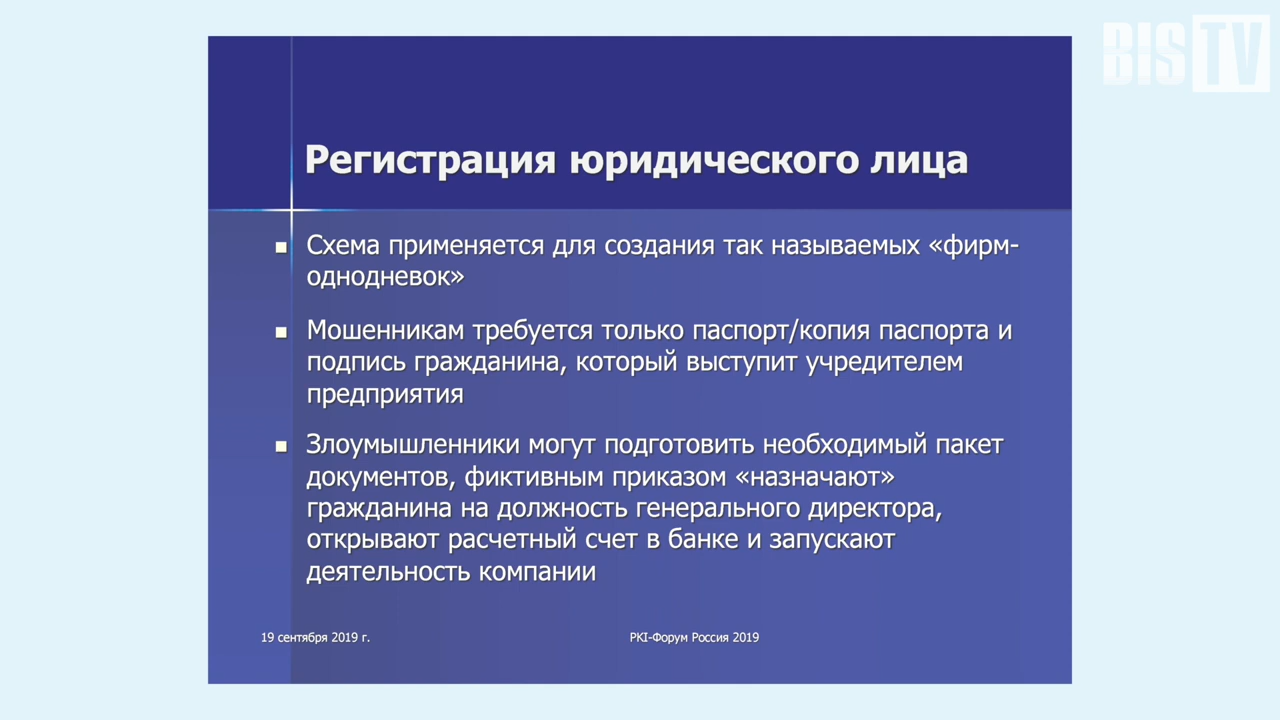 BIS TV
Регистрация юридического лица
Схема применяется для создания так называемых «фирм-
однодневок»
Мошенникам требуется только паспорт/копия паспорта и
подпись гражданина, который выступит учредителем
предприятия
Злоумышленники могут подготовить необходимый пакет
документов, фиктивным приказом «назначают»
гражданина на должность генерального директора,
открывают расчетный счет в банке и запускают
деятельность компании
19 сентября 2019 г.
PKI-Форум Россия 2019